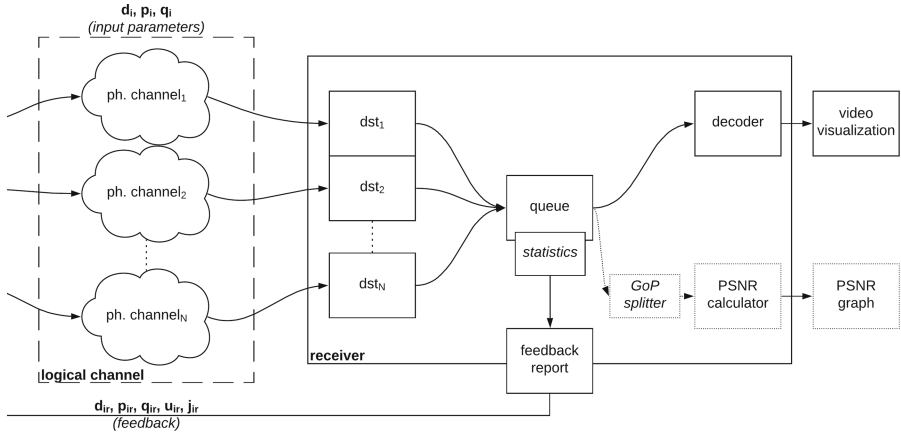 dᵢ, pᵢ, qᵢ
(input parameters)
ph. channel₁
ph. channel₂
ph. channelN
logical channel
dst₁
dst₂
dstN
receiver
queue
statistics
feedback
report
decoder
video
visualization
GoP
splitter
PSNR
calculator
PSNR
graph
dᵢᵣ, pᵢᵣ, qᵢᵣ, uᵢᵣ, jᵢᵣ
(feedback)